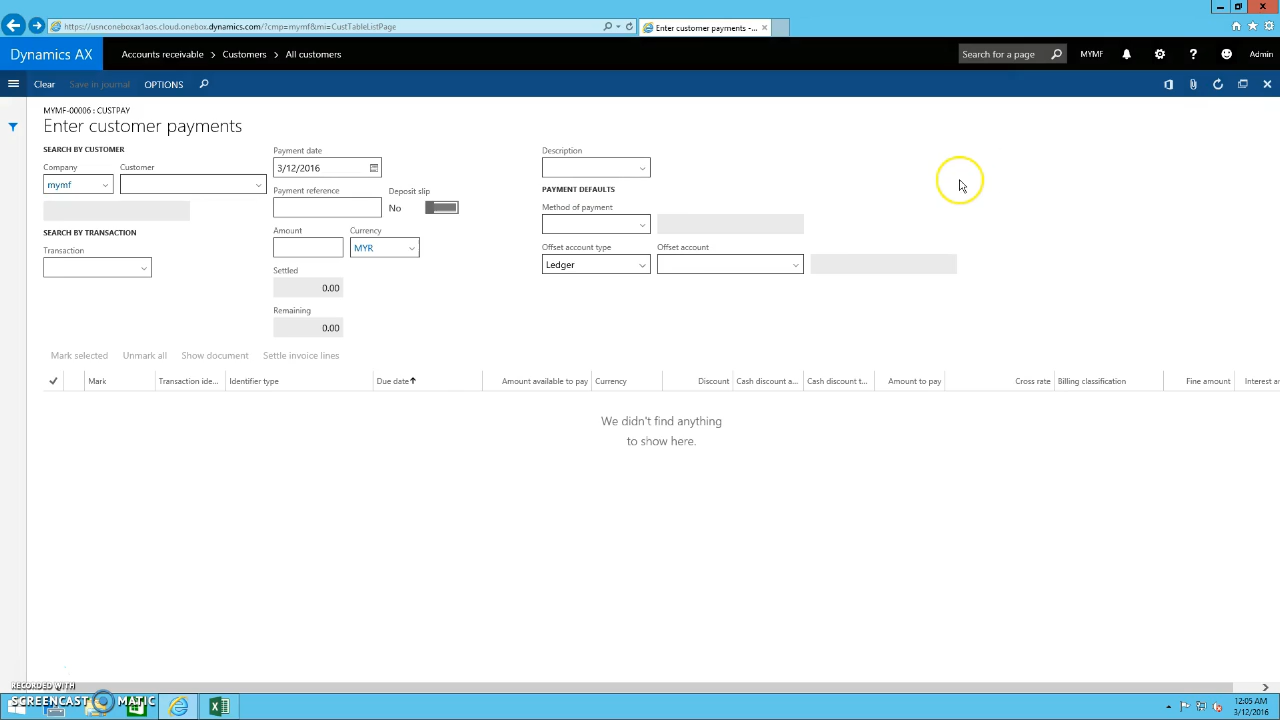 https://usnconeboxax1aos.cloud.onebox.dynamics.com/?cmp=mymf&mi=CustTableListPage
Enter customer payments -...
Dynamics AX
Accounts receivable > Customers > All customers
Search for a page
MYMF
?
Admin
Clear
Save in journal
OPTIONS
MYMF-00006 : CUSTPAY
Enter customer payments
SEARCH BY CUSTOMER
Company
Customer
mymf
SEARCH BY TRANSACTION
Transaction
Payment date
3/12/2016
Payment reference
Deposit slip
No
Amount
Currency
MYR
Settled
0.00
Remaining
0.00
Description
PAYMENT DEFAULTS
Method of payment
Offset account type
Offset account
Ledger
Mark selected
Unmark all
Show document
Settle invoice lines
Mark
Transaction ide...
Identifier type
Due date
Amount available to pay
Currency
Discount
Cash discount a...
Cash discount t...
Amount to pay
Cross rate
Billing classification
Fine amount
Interest a
We didn't find anything
to show here.
RECORDED WITH
SCREENCAST MATIC
12:05 AM
3/12/2016